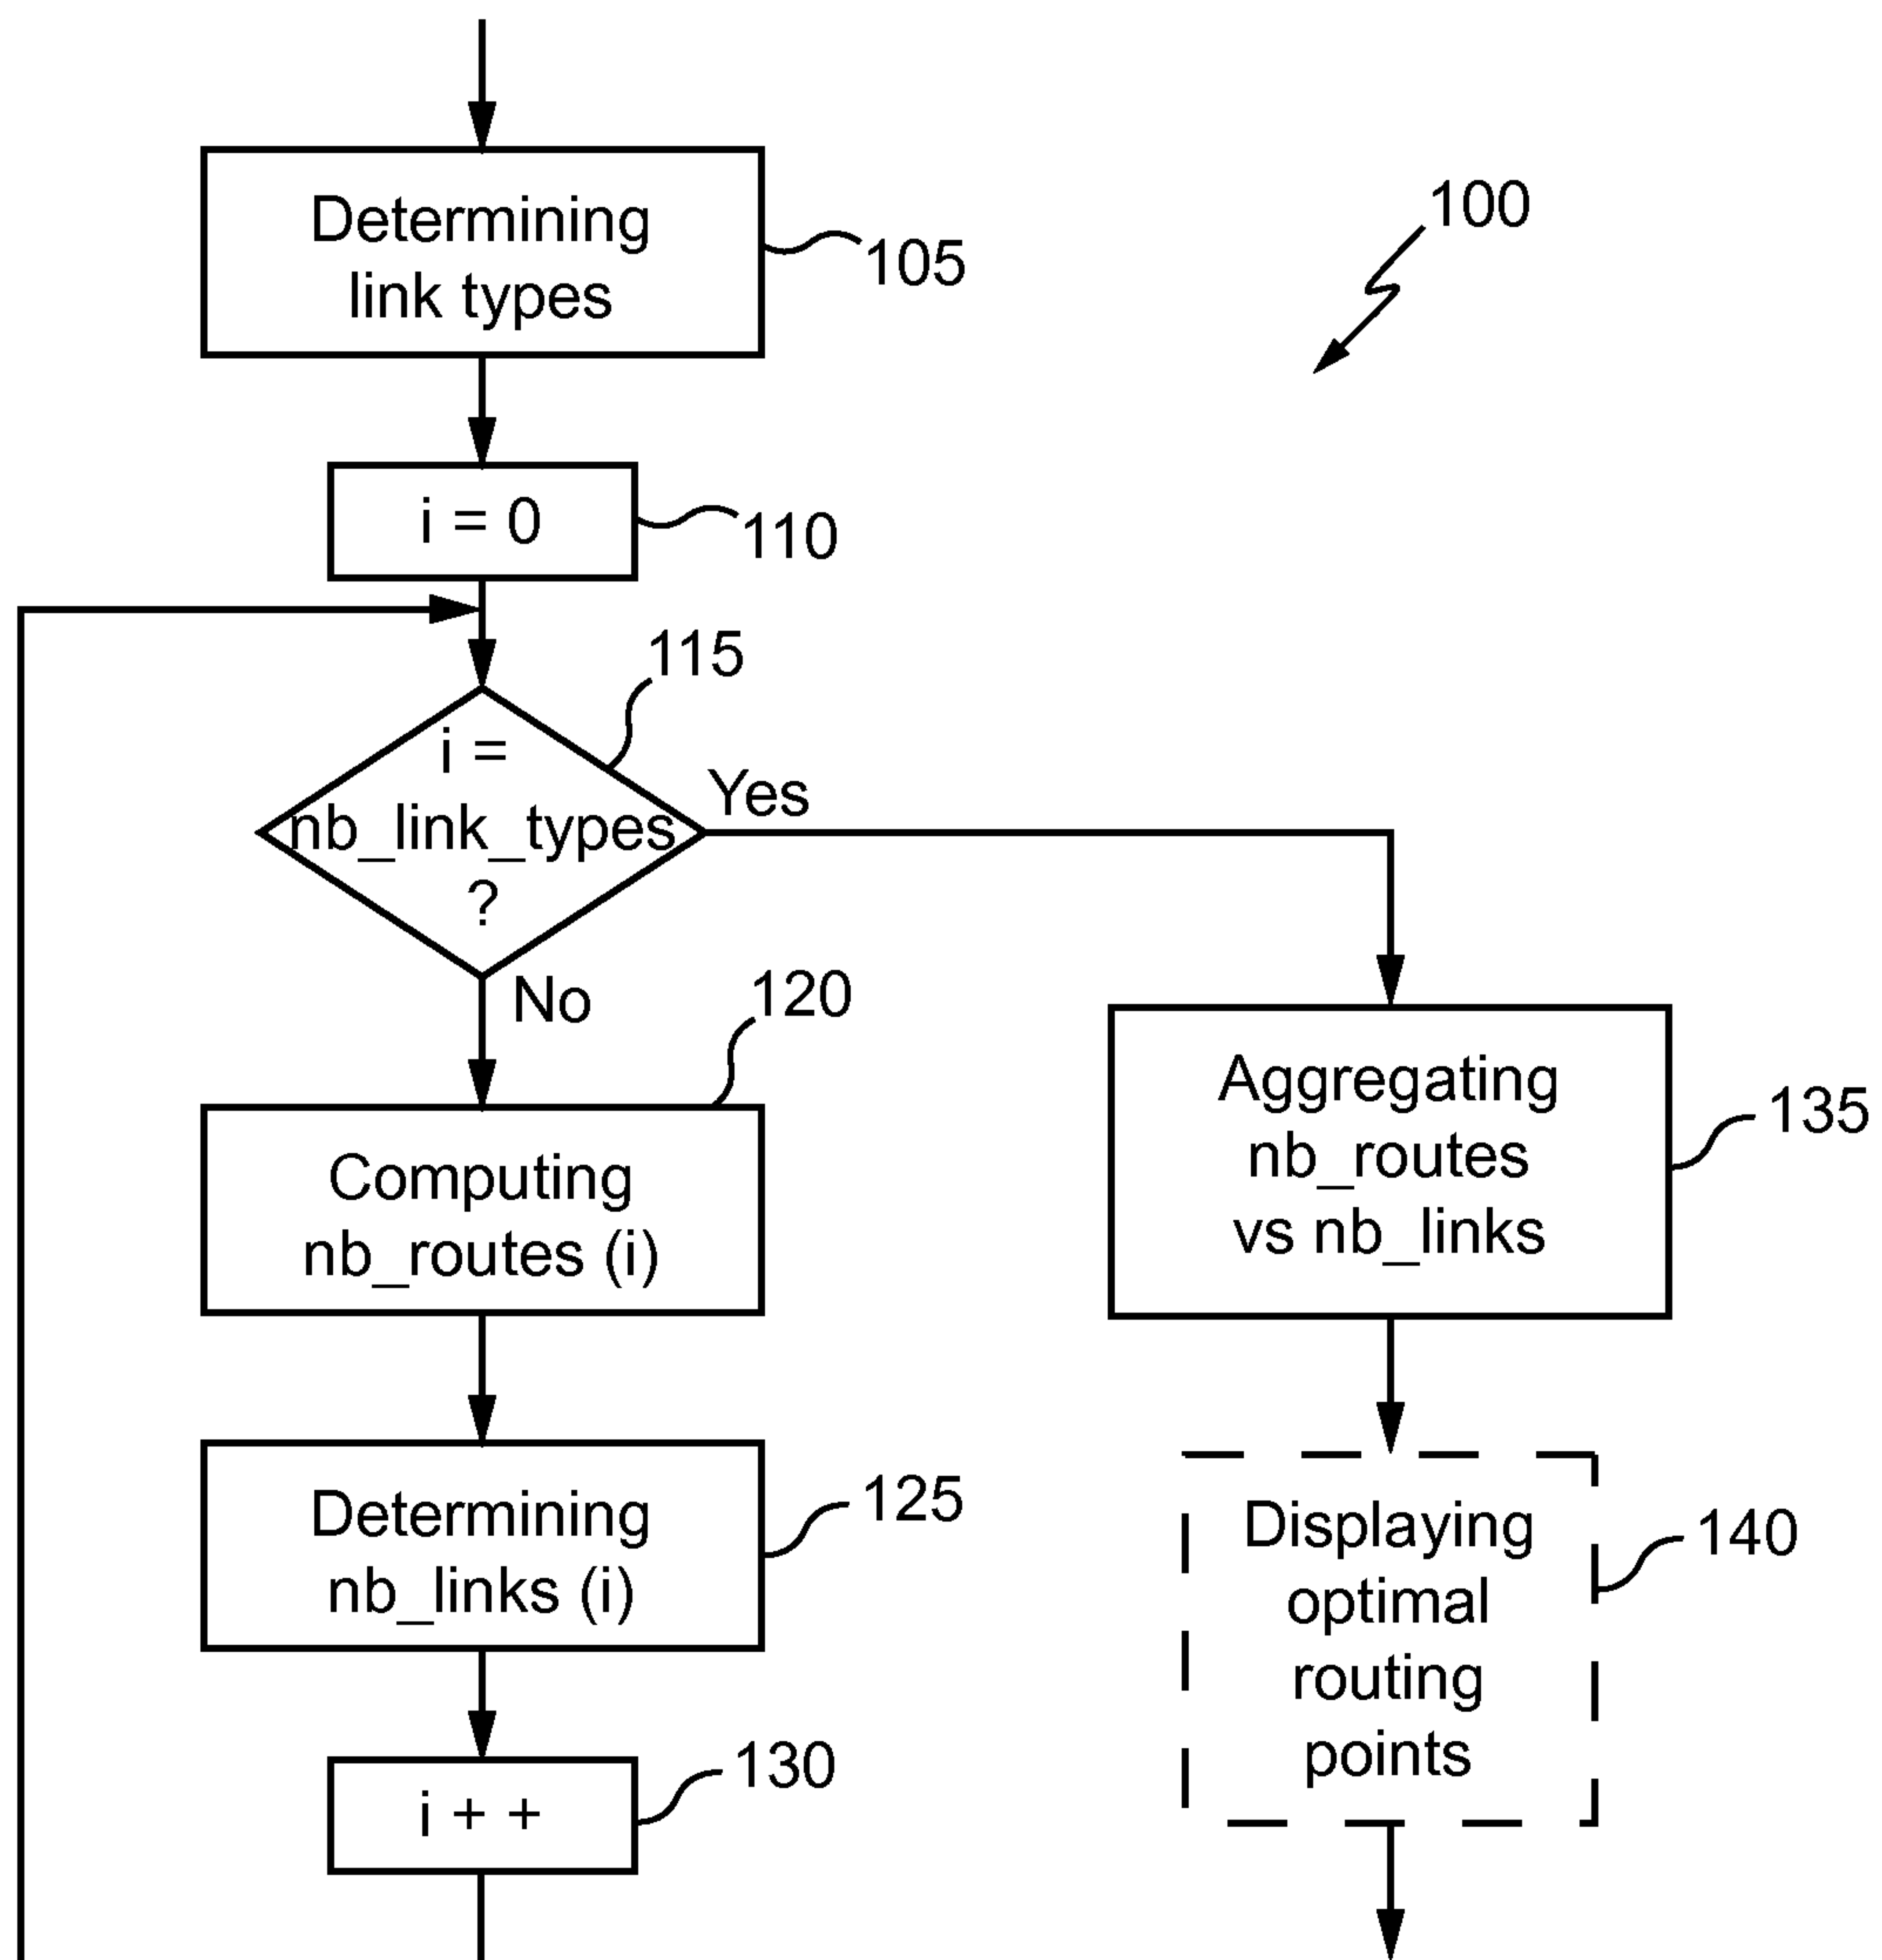 100
Determining
link types
105
i = 0
110
115
i =
nb_link_types
?
Yes
No
120
Computing
nb_routes (i)
Determining
nb_links (i)
125
i + +
130
Aggregating
nb_routes
vs nb_links
135
Displaying
optimal
routing
points
140